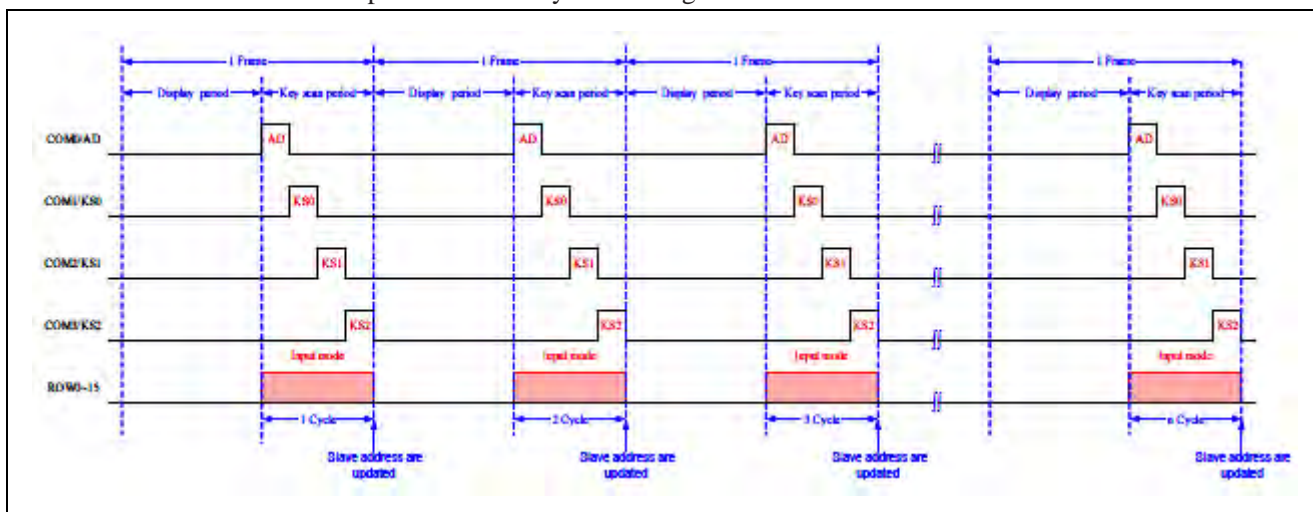 1 Frame 1 Frame 1 Frame 1 Frame
Display period Key scan period Display period Key scan period Display period Key scan period Display period Key scan period
COM0/AD AD AD AD AD
COM1/KS0 KS0 KS0 KS0 KS0
COM2/KS1 KS1 KS1 KS1 KS1
COM3/KS2 KS2 KS2 KS2 KS2
Input mode Input mode Input mode Input mode
ROW0~15
1 Cycle 2 Cycle 3 Cycle n Cycle
Slave address are Slave address are Slave address are Slave address are
updated updated updated updated